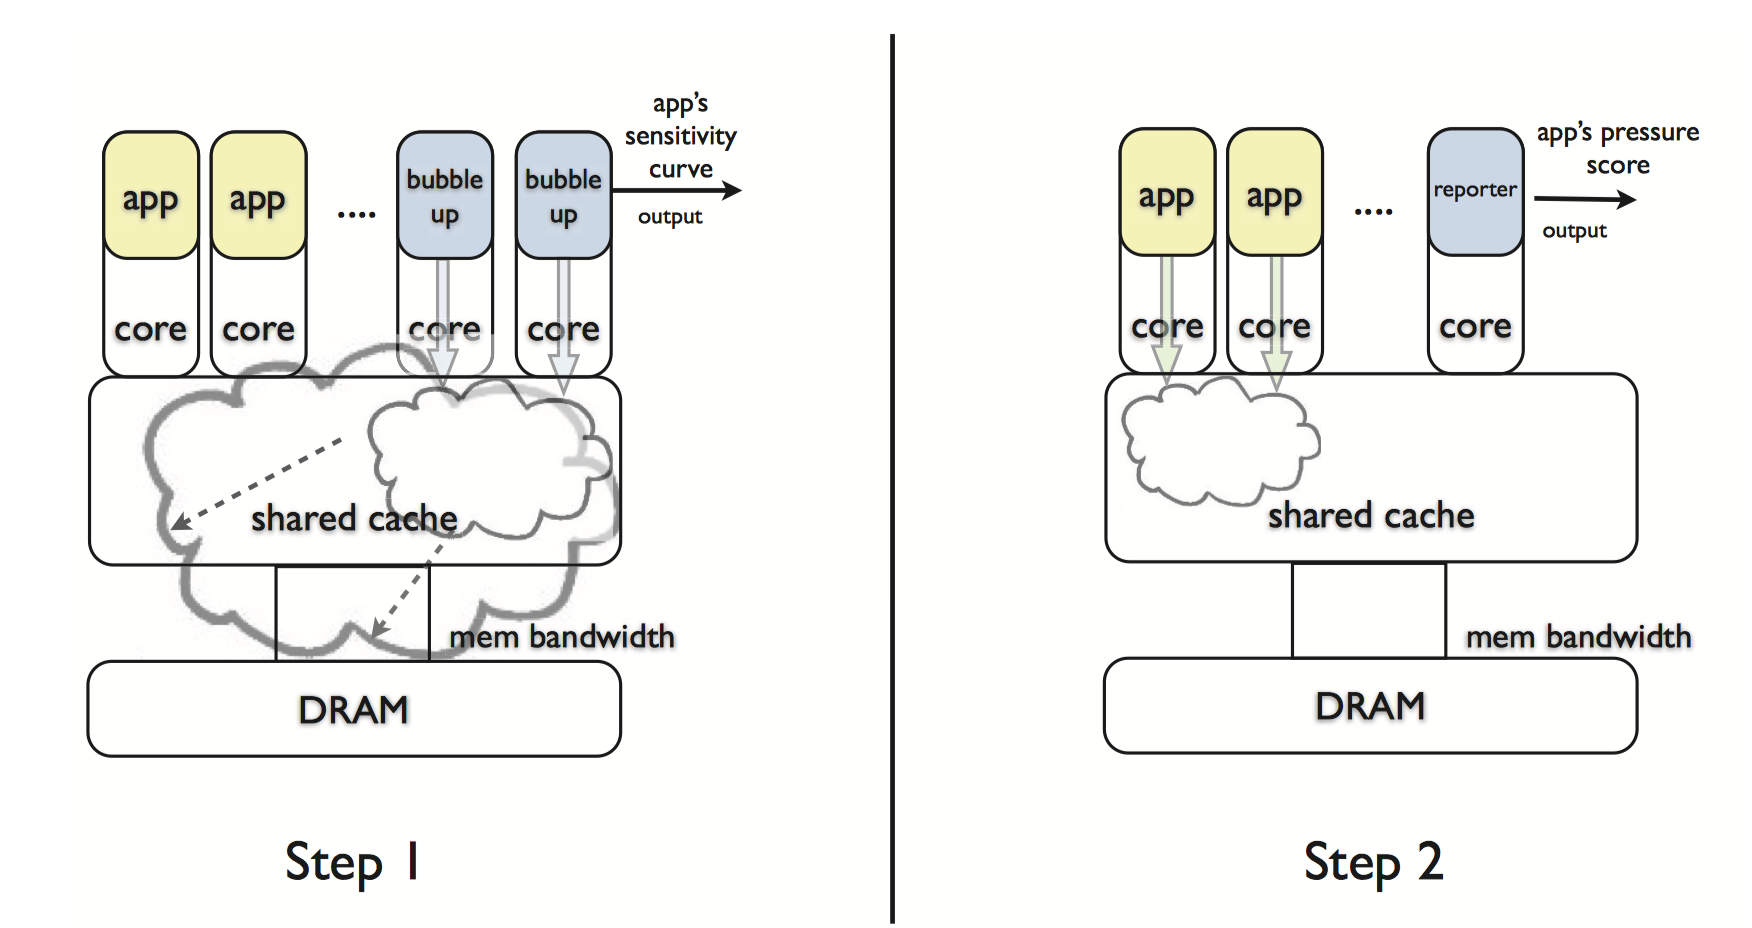 app's
sensitivity
curve
output
app
app
....
bubble
up
bubble
up
core
core
core
core
shared cache
mem bandwidth
DRAM
Step 1
app's pressure
score
output
app
app
....
reporter
core
core
core
shared cache
mem bandwidth
DRAM
Step 2